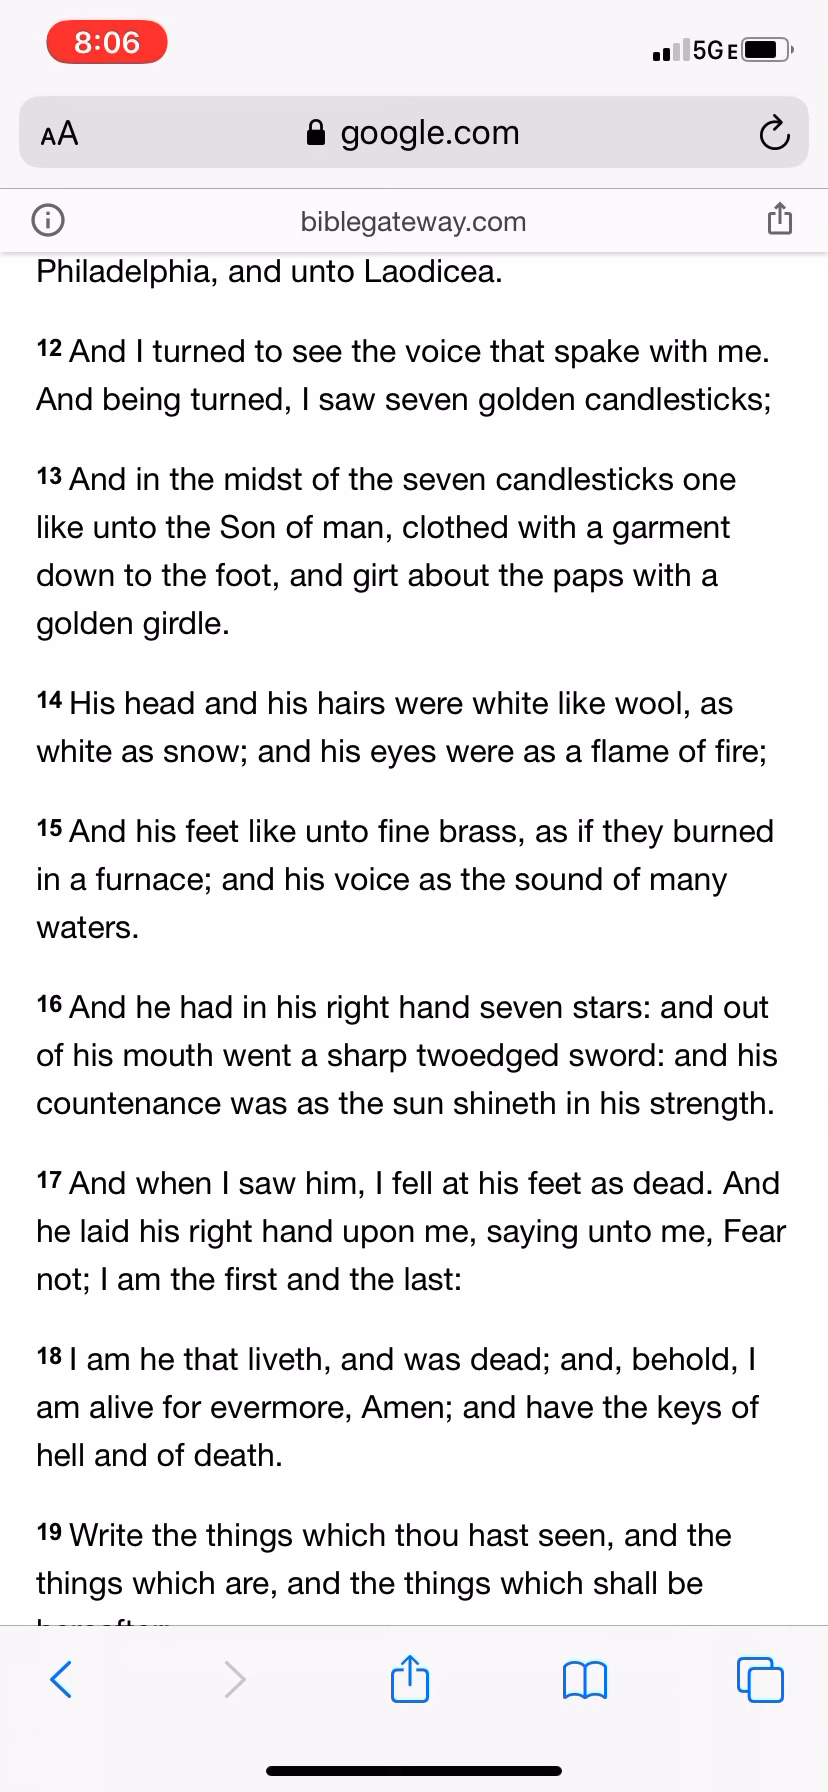 8:06
5GE
AA
google.com
biblegateway.com
Philadelphia, and unto Laodicea.
12 And I turned to see the voice that spake with me.
And being turned, I saw seven golden candlesticks;
13 And in the midst of the seven candlesticks one
like unto the Son of man, clothed with a garment
down to the foot, and girt about the paps with a
golden girdle.
14 His head and his hairs were white like wool, as
white as snow; and his eyes were as a flame of fire;
15 And his feet like unto fine brass, as if they burned
in a furnace; and his voice as the sound of many
waters.
16 And he had in his right hand seven stars: and out
of his mouth went a sharp twoedged sword: and his
countenance was as the sun shineth in his strength.
17 And when I saw him, I fell at his feet as dead. And
he laid his right hand upon me, saying unto me, Fear
not; I am the first and the last:
18 I am he that liveth, and was dead; and, behold, I
am alive for evermore, Amen; and have the keys of
hell and of death.
19 Write the things which thou hast seen, and the
things which are, and the things which shall be